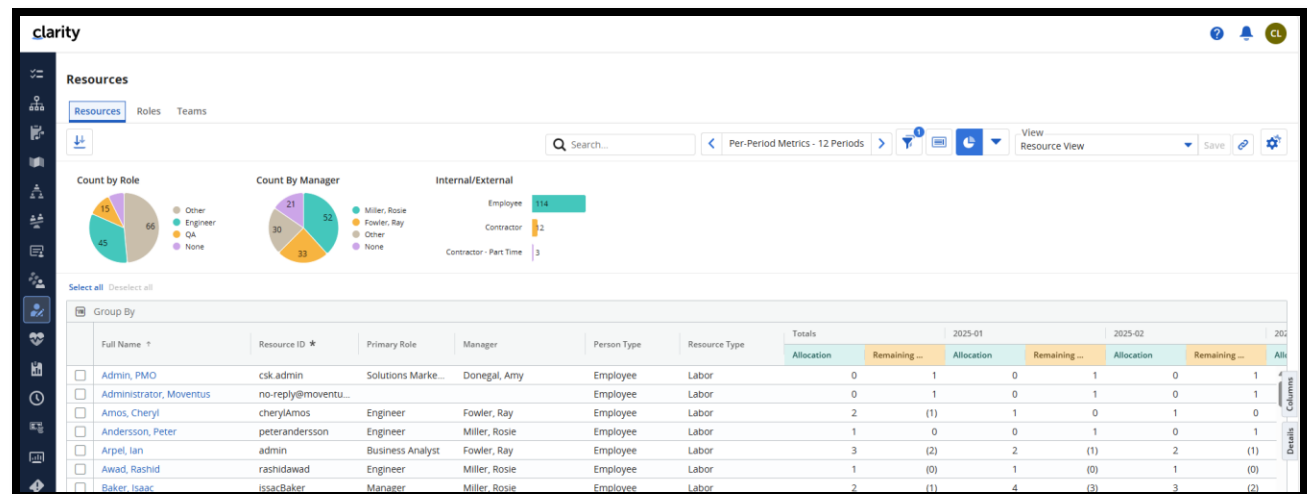 clarity
CL
Resources
Resources Roles Teams
Search... Per-Period Metrics - 12 Periods 1 View Resource View Save
Count by Role
15
66
45
Other
Engineer
QA
None
Count By Manager
21
52
30
33
Miller, Rosie
Fowler, Ray
Other
None
Internal/External
Employee 114
Contractor 12
Contractor - Part Time 3
Select all Deselect all
Group By
Full Name ↑ Resource ID ★ Primary Role Manager Person Type Resource Type Totals 2025-01 2025-02
Allocation Remaining ... Allocation Remaining ... Allocation Remaining ...
Admin, PMO csk.admin Solutions Marke... Donegal, Amy Employee Labor 0 1 0 1 0 1
Administrator, Moventus no-reply@moventu... Employee Labor 0 1 0 1 0 1
Amos, Cheryl cherylAmos Engineer Fowler, Ray Employee Labor 2 (1) 1 0 1 0
Andersson, Peter peterandersson Engineer Miller, Rosie Employee Labor 1 0 0 1 0 1
Arpel, Ian admin Business Analyst Fowler, Ray Employee Labor 3 (2) 2 (1) 2 (1)
Awad, Rashid rashidawad Engineer Miller, Rosie Employee Labor 1 (0) 1 (0) 1 (0)
Baker, Isaac issacBaker Manager Miller, Rosie Employee Labor 2 (1) 4 (3) 3 (2)
Columns
Details